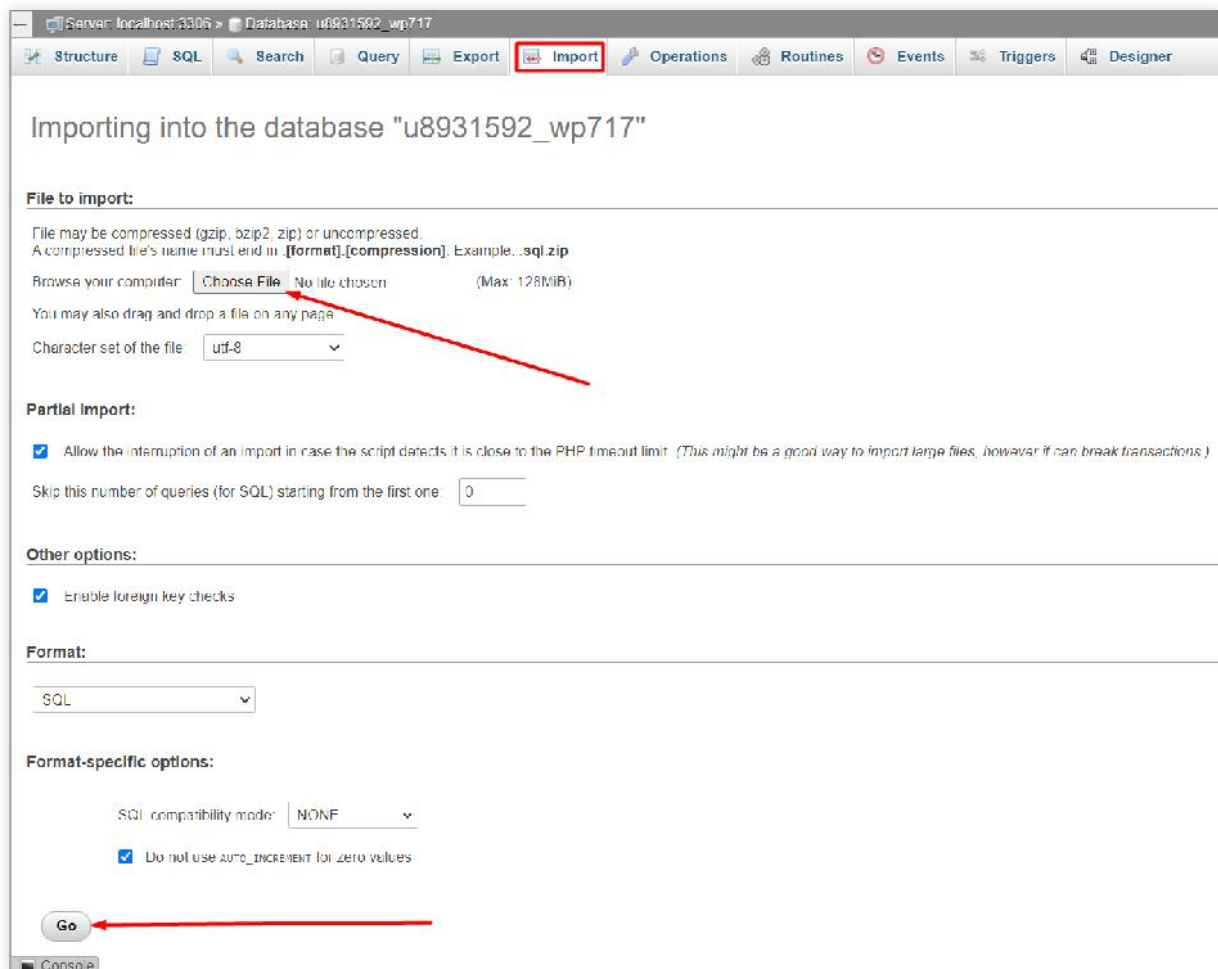 Server: localhost:3306 » Database: u8931592_wp717
Structure SQL Search Query Export Import Operations Routines Events Triggers Designer
Importing into the database "u8931592_wp717"
File to import:
File may be compressed (gzip, bzip2, zip) or uncompressed.
A compressed file's name must end in .[format].[compression]. Example: .sql.zip
Browse your computer: Choose File No file chosen (Max: 128MiB)
You may also drag and drop a file on any page.
Character set of the file: utf-8
Partial import:
Allow the interruption of an import in case the script detects it is close to the PHP timeout limit. (This might be a good way to import large files, however it can break transactions.)
Skip this number of queries (for SQL) starting from the first one: 0
Other options:
Enable foreign key checks
Format:
SQL
Format-specific options:
SQL compatibility mode: NONE
Do not use AUTO_INCREMENT for zero values
Go
Console